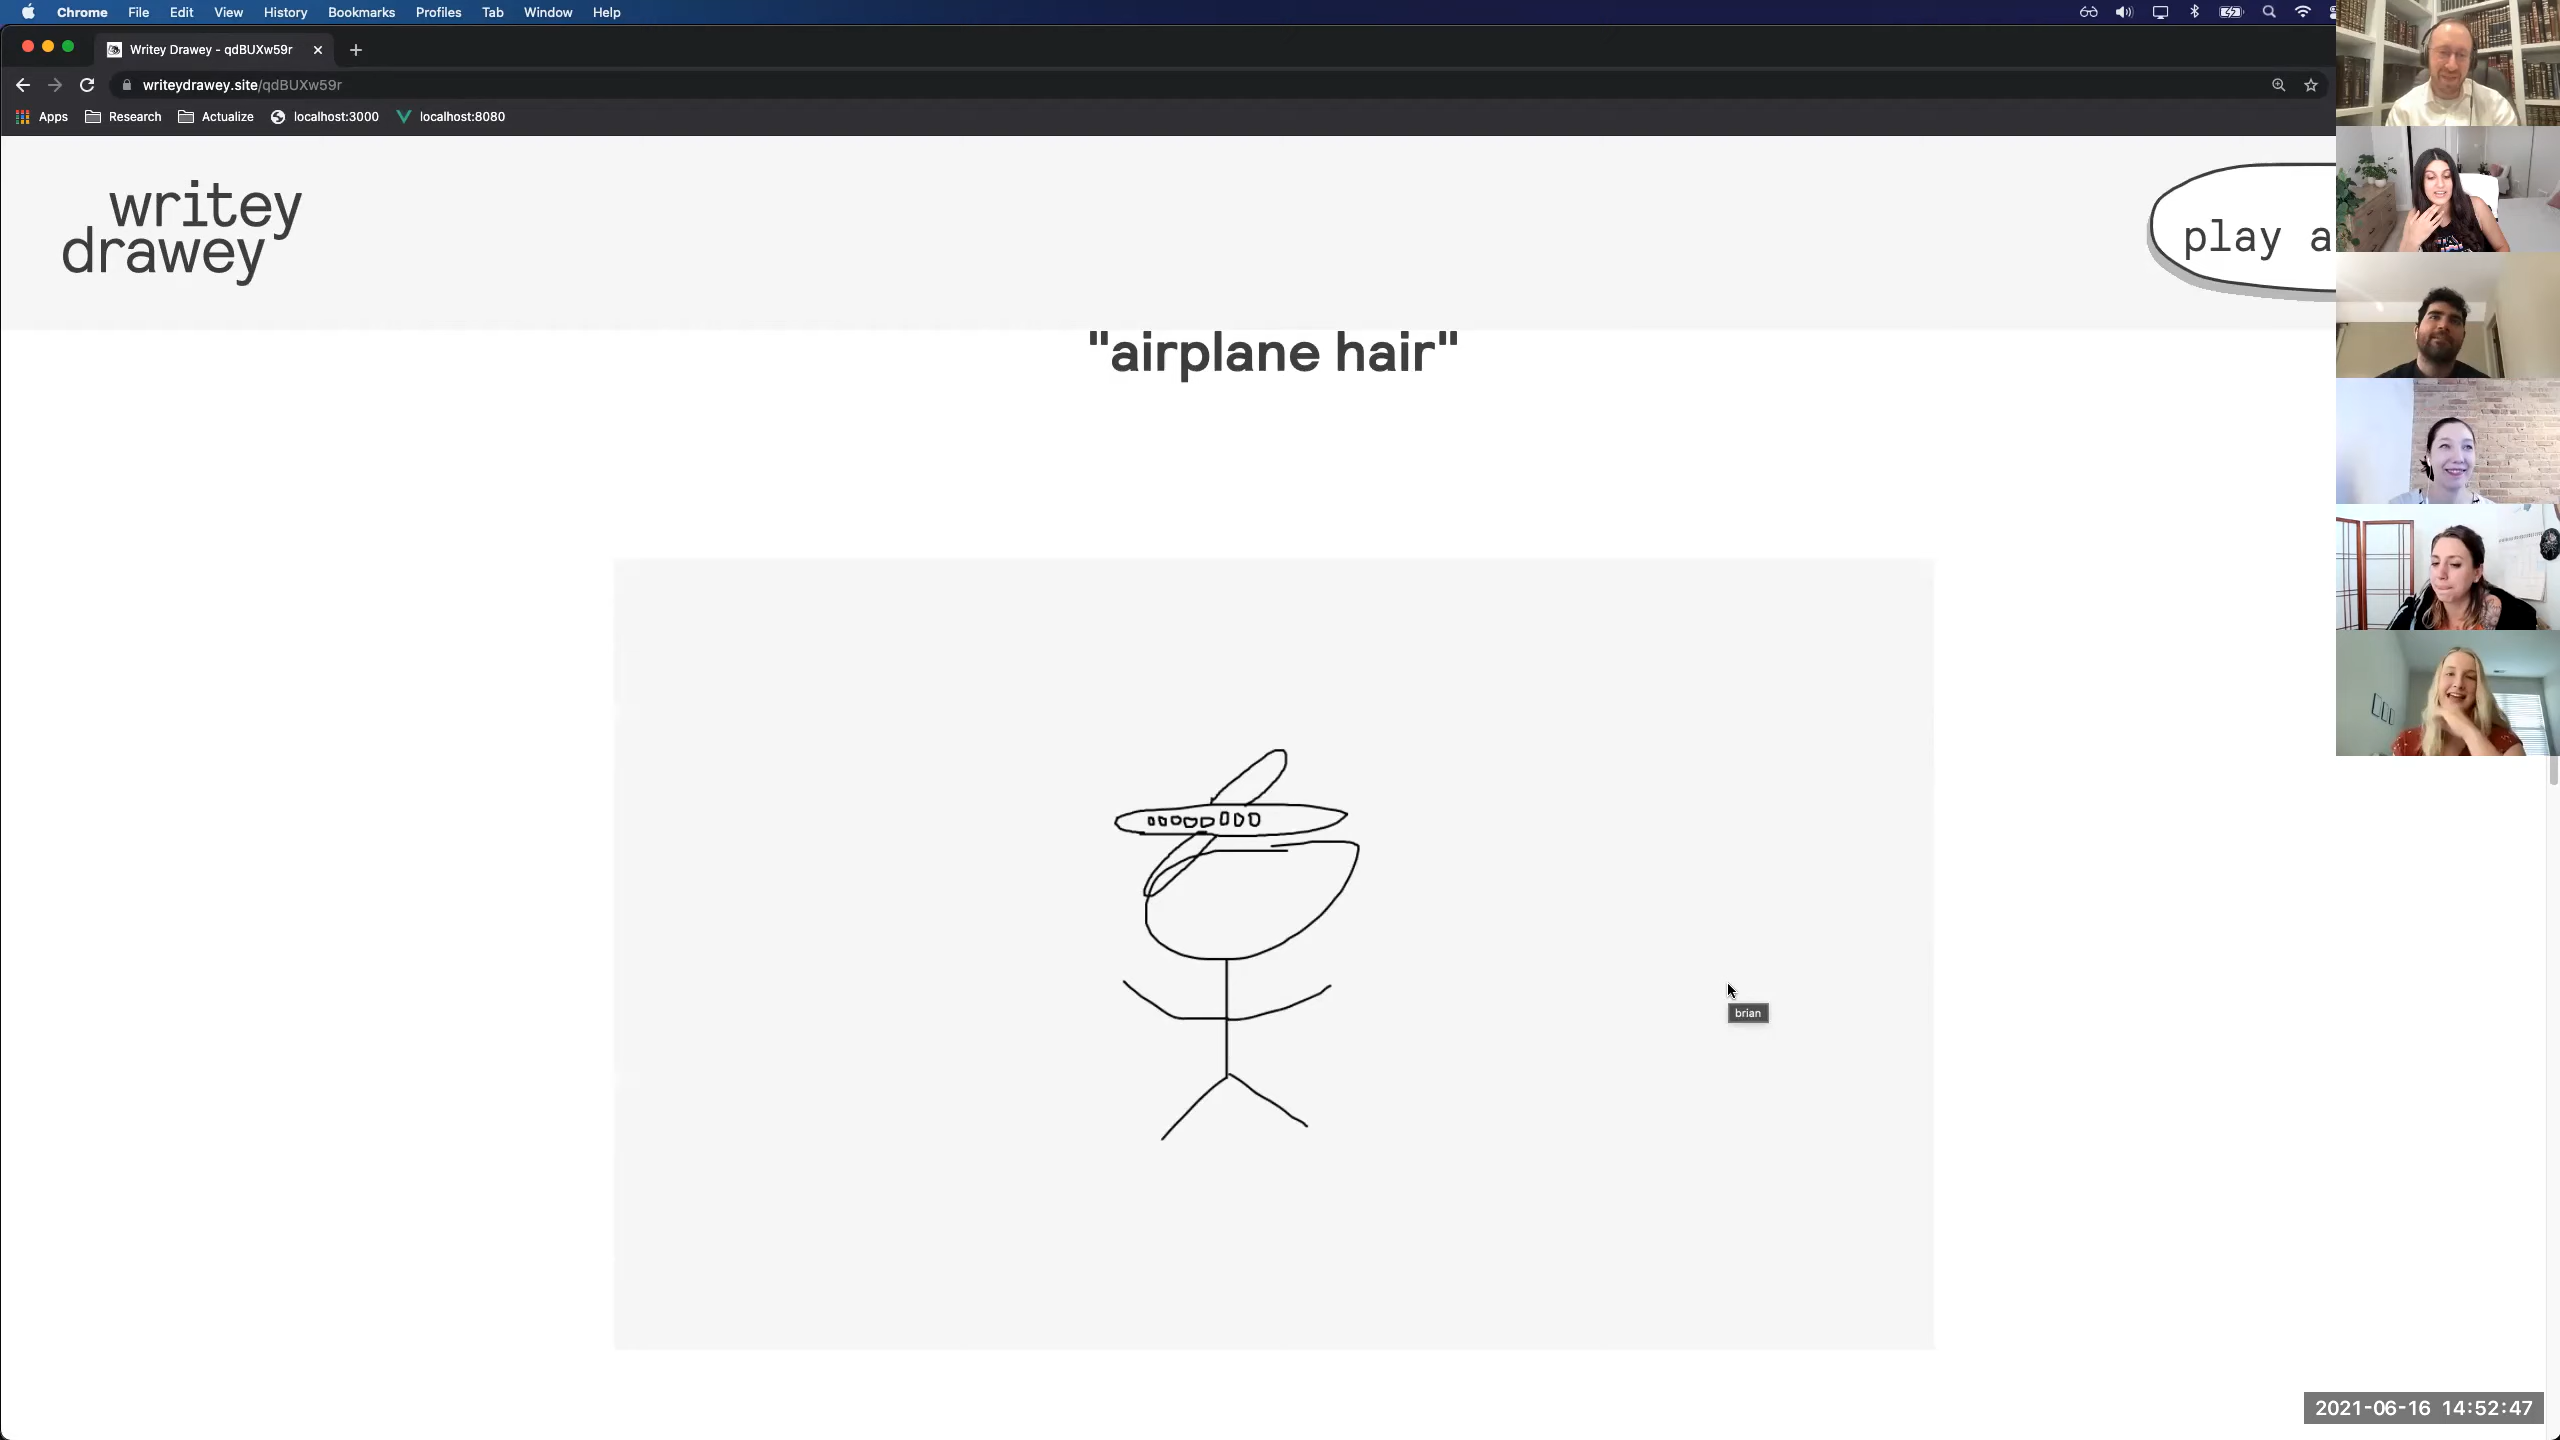 Chrome File Edit View History Bookmarks Profiles Tab Window Help
Writey Drawey - qdBUXw59r
writeydrawey.site/qdBUXw59r
Apps Research Actualize localhost:3000 localhost:8080
writey
drawey
play a
"airplane hair"
brian
2021-06-16 14:52:47